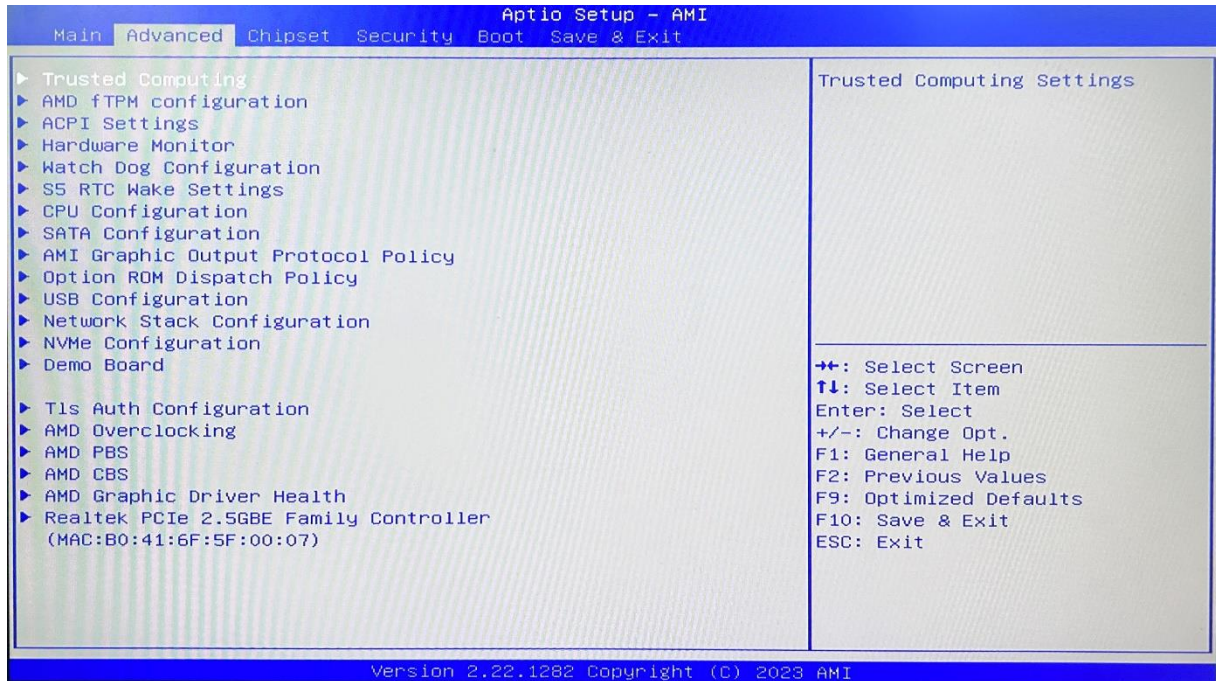 Aptio Setup – AMI
Main Advanced Chipset Security Boot Save & Exit
▶ Trusted Computing
▶ AMD fTPM configuration
▶ ACPI Settings
▶ Hardware Monitor
▶ Watch Dog Configuration
▶ S5 RTC Wake Settings
▶ CPU Configuration
▶ SATA Configuration
▶ AMI Graphic Output Protocol Policy
▶ Option ROM Dispatch Policy
▶ USB Configuration
▶ Network Stack Configuration
▶ NVMe Configuration
▶ Demo Board
▶ Tls Auth Configuration
▶ AMD Overclocking
▶ AMD PBS
▶ AMD CBS
▶ AMD Graphic Driver Health
▶ Realtek PCIe 2.5GBE Family Controller
(MAC:B0:41:6F:5F:00:07)
Trusted Computing Settings
→←: Select Screen
↑↓: Select Item
Enter: Select
+/-: Change Opt.
F1: General Help
F2: Previous Values
F9: Optimized Defaults
F10: Save & Exit
ESC: Exit
Version 2.22.1282 Copyright (C) 2023 AMI